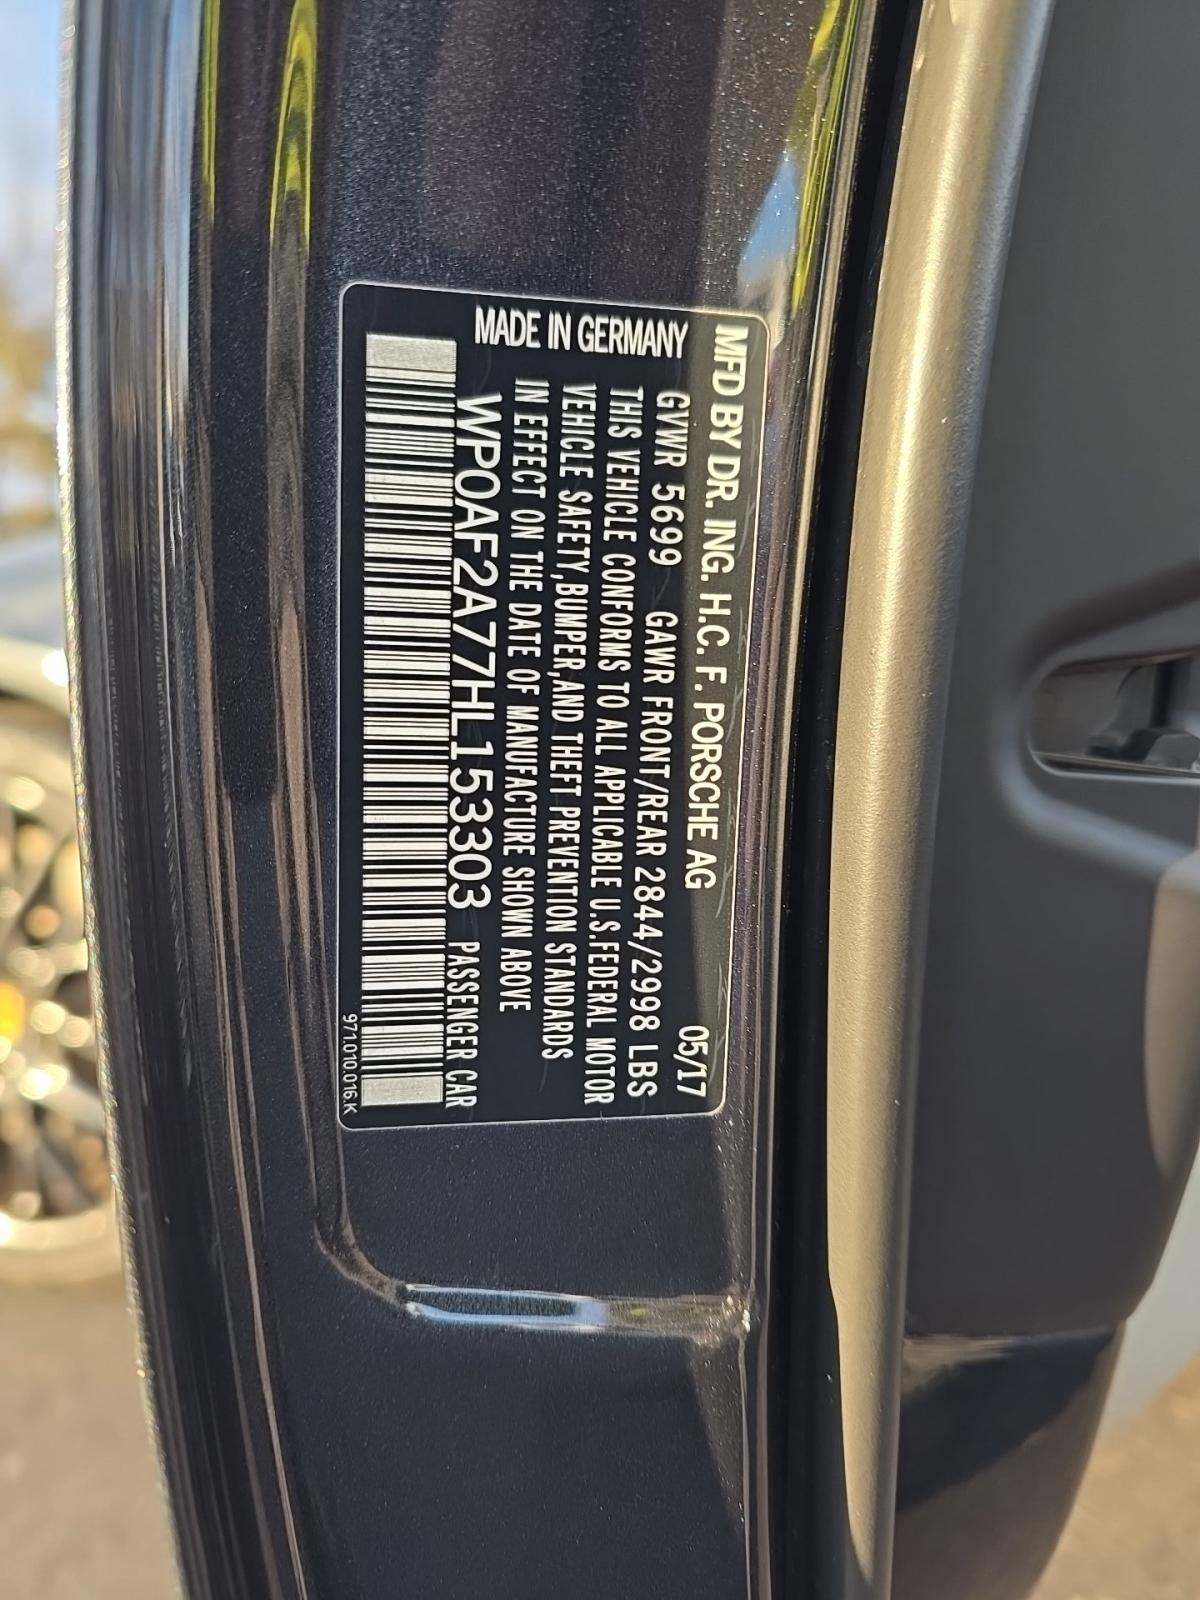 MFD BY DR. ING. H.C. F. PORSCHE AG 05/17
GVWR 5699 GAWR FRONT/REAR 2844/2998 LBS
THIS VEHICLE CONFORMS TO ALL APPLICABLE U.S.FEDERAL MOTOR
VEHICLE SAFETY,BUMPER,AND THEFT PREVENTION STANDARDS
IN EFFECT ON THE DATE OF MANUFACTURE SHOWN ABOVE
WP0AF2A77HL153303 PASSENGER CAR
MADE IN GERMANY
971.010.016.K